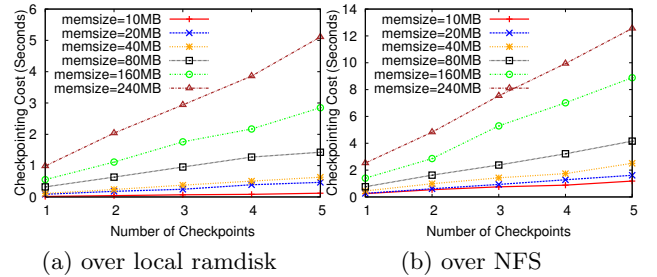 Checkpointing Cost (Seconds)
6
5
4
3
2
1
0
memsize=10MB
memsize=20MB
memsize=40MB
memsize=80MB
memsize=160MB
memsize=240MB
1 2 3 4 5
Number of Checkpoints
(a) over local ramdisk
Checkpointing Cost (Seconds)
14
12
10
8
6
4
2
0
memsize=10MB
memsize=20MB
memsize=40MB
memsize=80MB
memsize=160MB
memsize=240MB
1 2 3 4 5
Number of Checkpoints
(b) over NFS